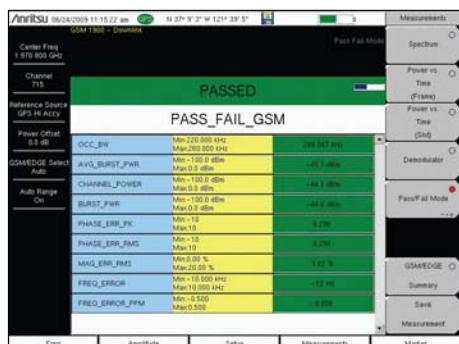 Anritsu 06/24/2009 11:15:22 am GPS N 37° 9' 3" W 121° 39' 5"
GSM 1900 - Downlink
Pass Fail Mode
Center Freq
1.970 800 GHz
Channel
715
Reference Source
GPS Hi Accy
Power Offset
0.0 dB
GSM/EDGE Select
Auto
Auto Range
On
PASSED
PASS_FAIL_GSM
OCC_BW Min:220.000 kHz
Max:260.000 kHz
AVG_BURST_PWR Min:-100.0 dBm
Max:0.0 dBm
CHANNEL_POWER Min:-100.0 dBm
Max:0.0 dBm
BURST_PWR Min:-100.0 dBm
Max:0.0 dBm
PHASE_ERR_PK Min:-10
Max:10
PHASE_ERR_RMS Min:-10
Max:10
MAG_ERR_RMS Min:0.00 %
Max:20.00 %
FREQ_ERROR Min:-10.000 kHz
Max:10.000 kHz
FREQ_ERROR_PPM Min:-0.500
Max:0.500
Measurements
Spectrum
Power vs.
Time
(Frame)
Power vs.
Time
(Slot)
Demodulator
Pass/Fail Mode
GSM/EDGE
Summary
Save
Measurement
Freq Amplitude Setup Measurements Marker